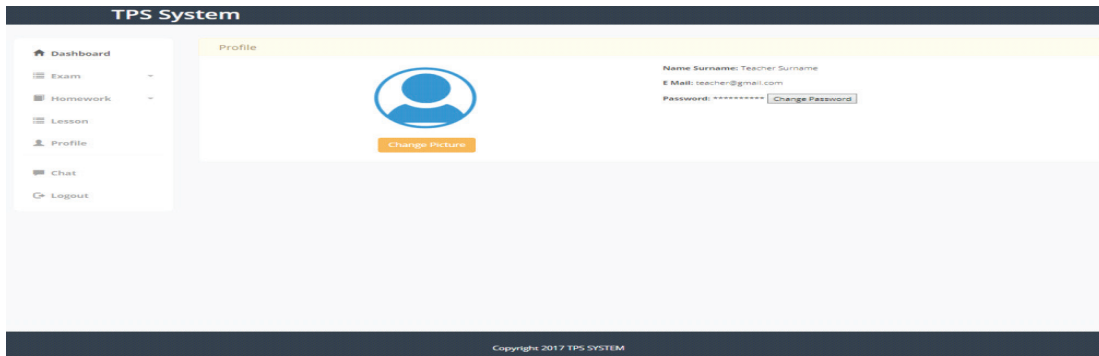 TPS System
Dashboard
Exam
Homework
Lesson
Profile
Chat
Logout
Profile
Change Picture
Name Surname: Teacher Surname
E Mail: teacher@gmail.com
Password: ********** Change Password
Copyright 2017 TPS SYSTEM